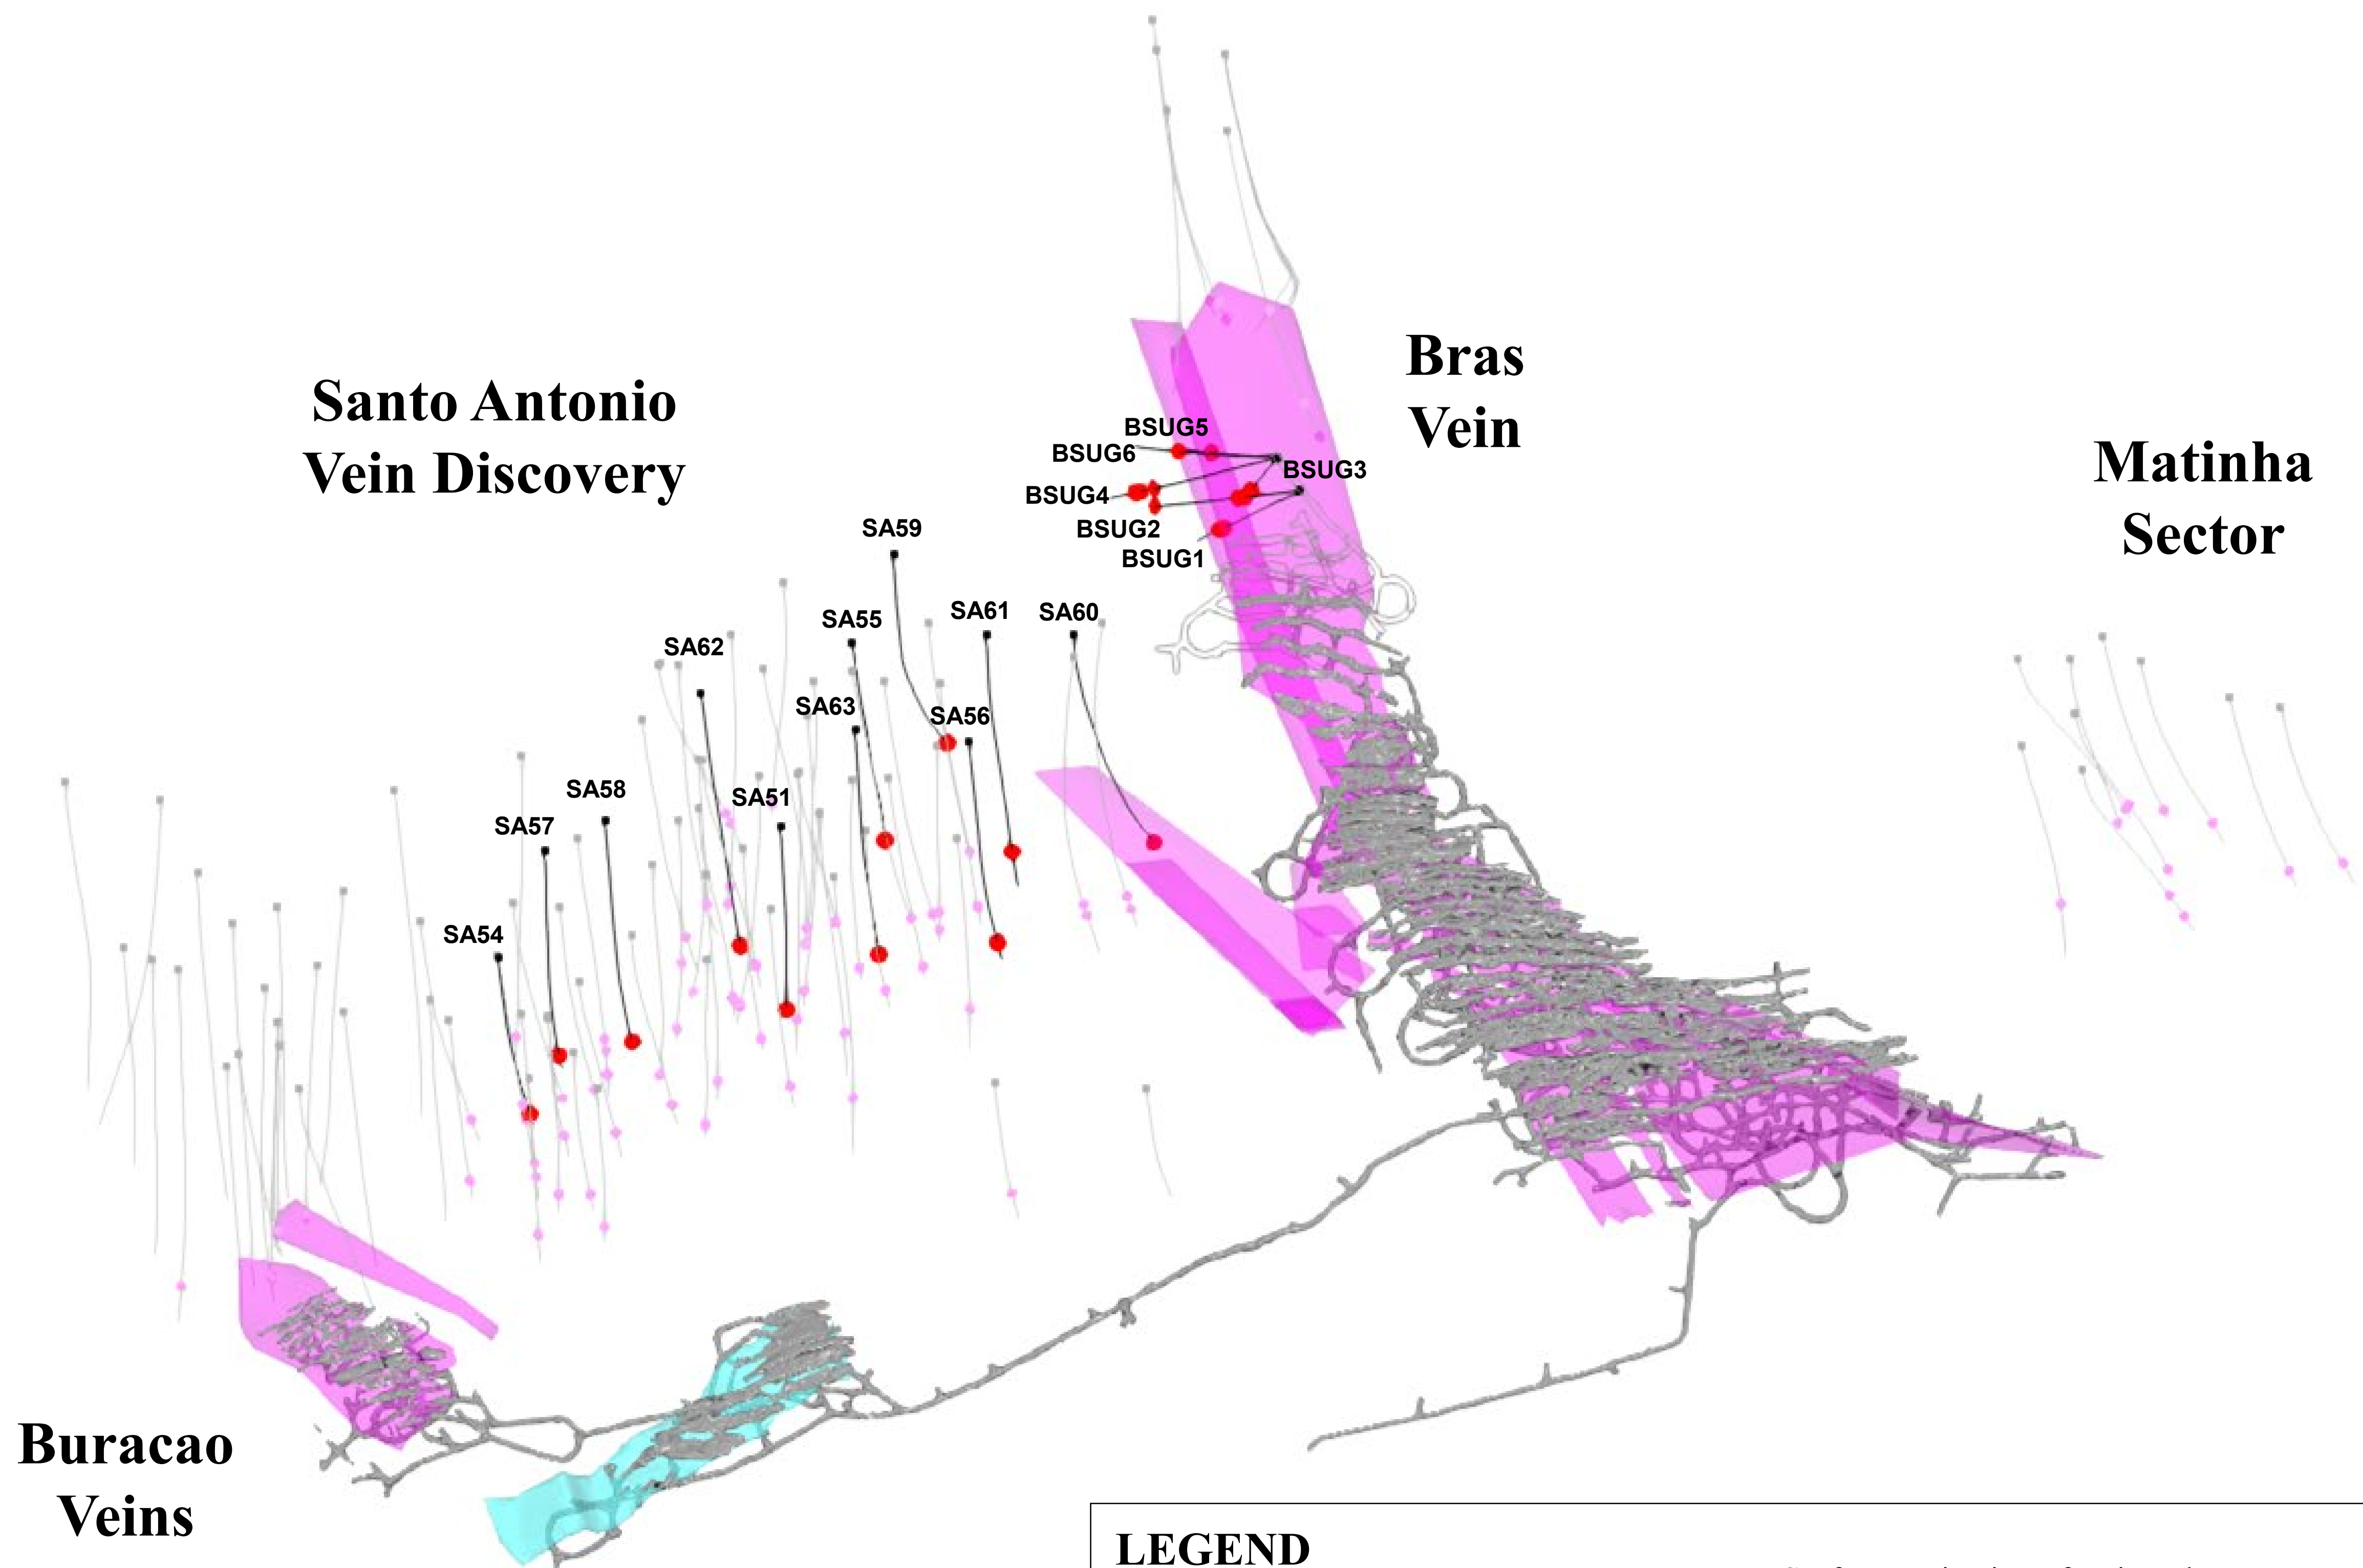 Santo Antonio
Vein Discovery
Bras
Vein
Matinha
Sector
BSUG5
BSUG6
BSUG3
BSUG4
BSUG2
BSUG1
SA59
SA55
SA61
SA60
SA62
SA63
SA56
SA58
SA51
SA57
SA54
Buracao
Veins
LEGEND